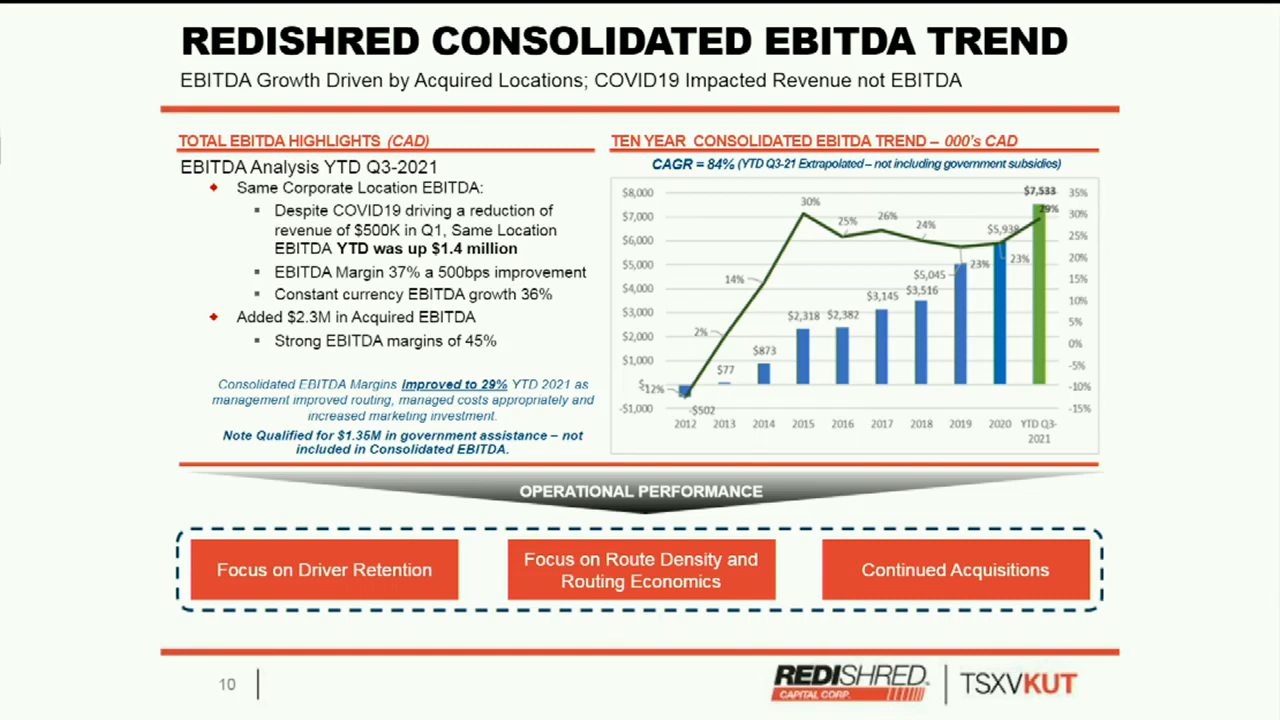 REDISHRED CONSOLIDATED EBITDA TREND
EBITDA Growth Driven by Acquired Locations; COVID19 Impacted Revenue not EBITDA
TOTAL EBITDA HIGHLIGHTS (CAD)
EBITDA Analysis YTD Q3-2021
Same Corporate Location EBITDA:
Despite COVID19 driving a reduction of
revenue of $500K in Q1, Same Location
EBITDA YTD was up $1.4 million
EBITDA Margin 37% a 500bps improvement
Constant currency EBITDA growth 36%
Added $2.3M in Acquired EBITDA
Strong EBITDA margins of 45%
Consolidated EBITDA Margins improved to 29% YTD 2021 as
management improved routing, managed costs appropriately and
increased marketing investment.
Note Qualified for $1.35M in government assistance – not
included in Consolidated EBITDA.
TEN YEAR CONSOLIDATED EBITDA TREND – 000's CAD
CAGR = 84% (YTD Q3-21 Extrapolated – not including government subsidies)
$8,000
$7,000
$6,000
$5,000
$4,000
$3,000
$2,000
$1,000
$-
-$1,000
35%
30%
25%
20%
15%
10%
5%
0%
-5%
-10%
-15%
-12%
2%
14%
30%
25%
26%
24%
23%
23%
29%
-$502
$77
$873
$2,318
$2,382
$3,145
$3,516
$5,045
$5,938
$7,533
2012 2013 2014 2015 2016 2017 2018 2019 2020 YTD Q3-
2021
OPERATIONAL PERFORMANCE
Focus on Driver Retention
Focus on Route Density and
Routing Economics
Continued Acquisitions
10
REDISHRED
CAPITAL CORP.
TSXVKUT